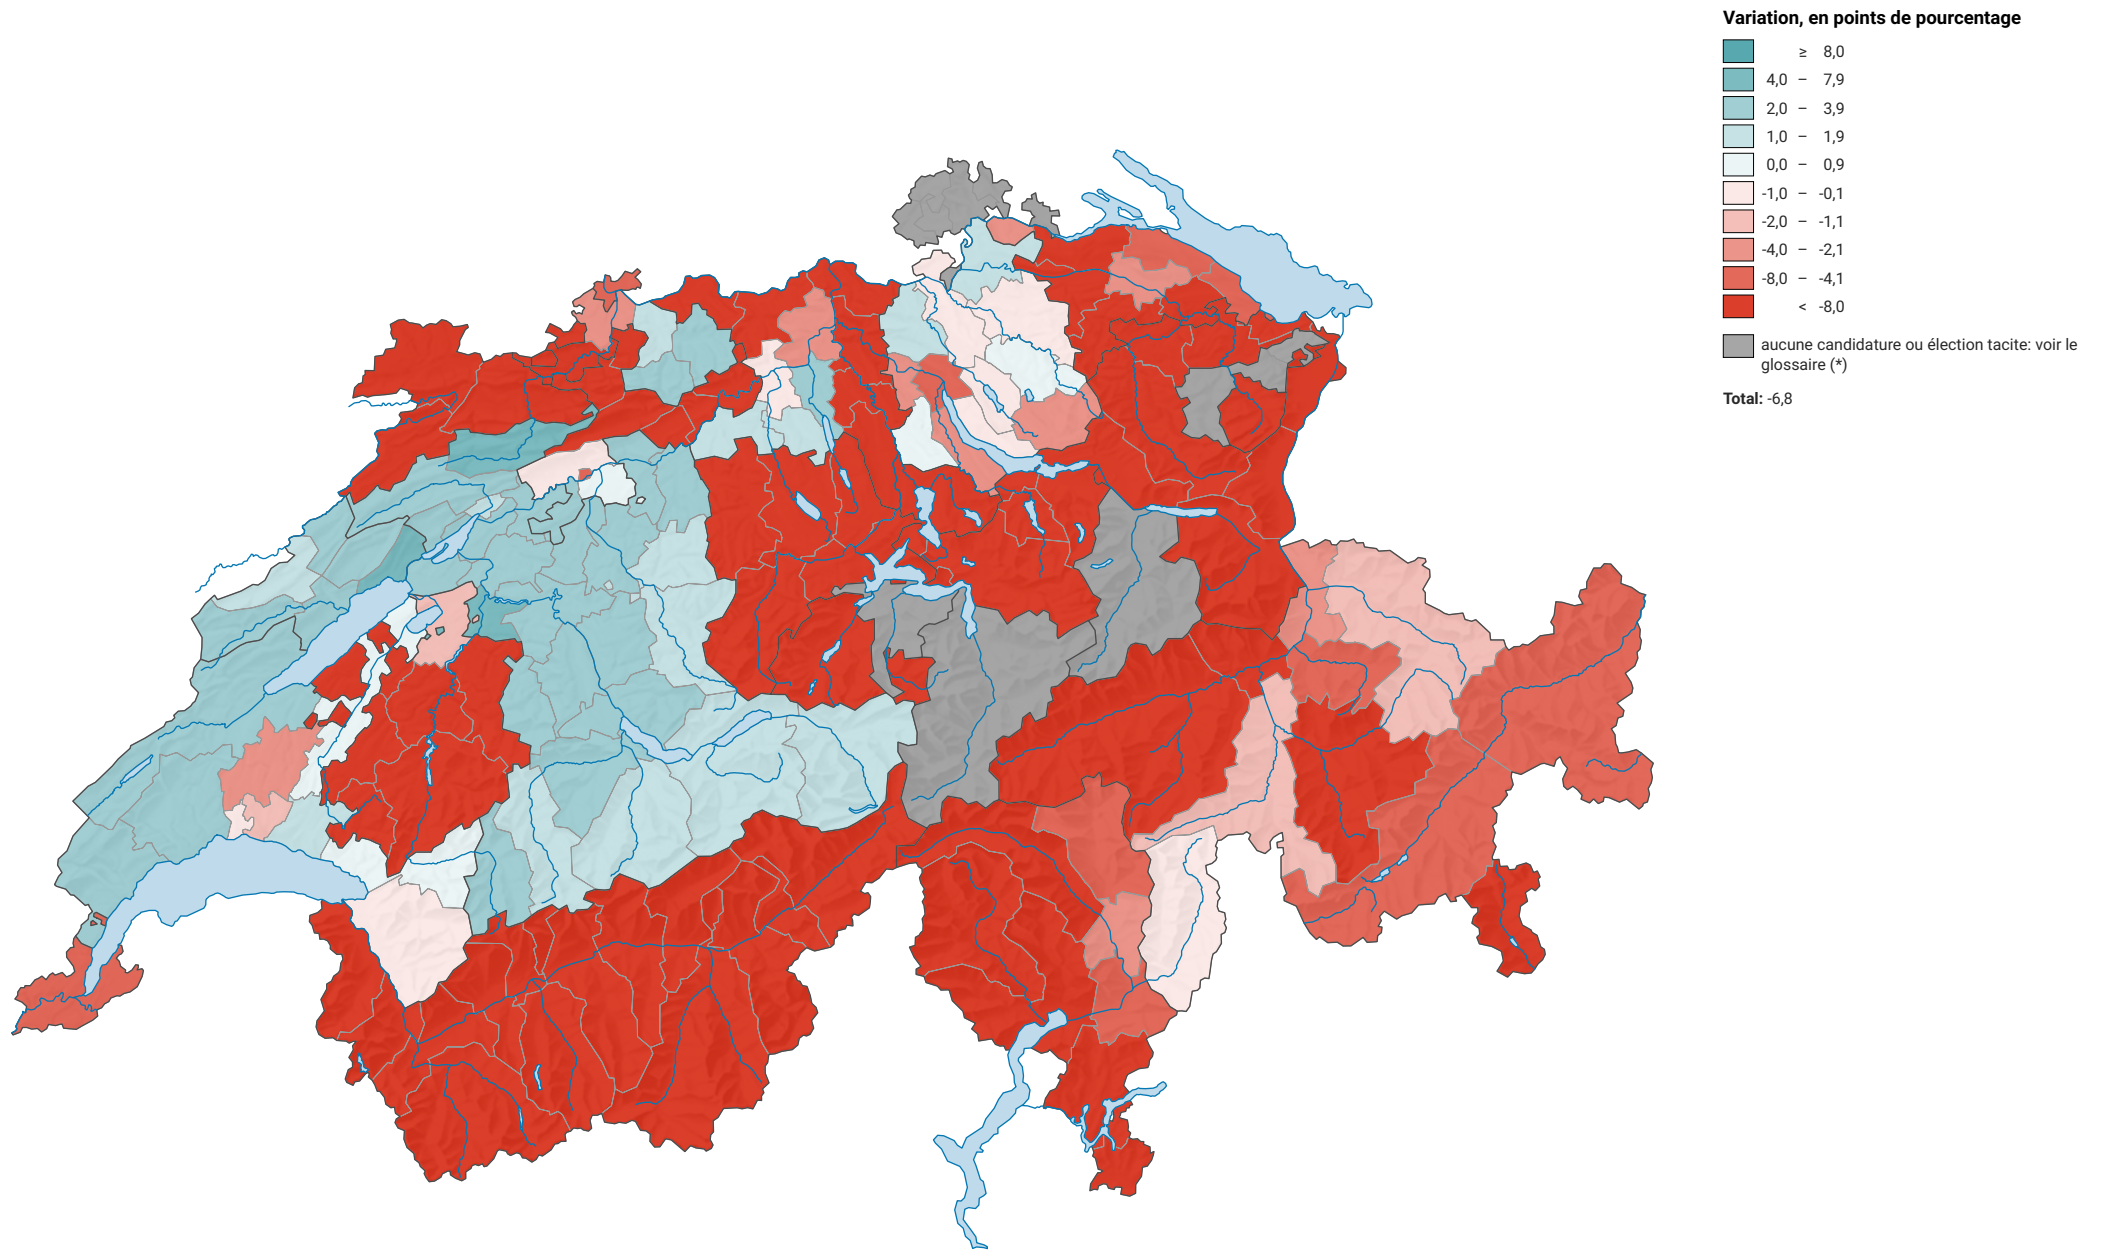 Variation, en points de pourcentage
≥ 8,0
4,0 – 7,9
2,0 – 3,9
1,0 – 1,9
0,0 – 0,9
-1,0 – -0,1
-2,0 – -1,1
-4,0 – -2,1
-8,0 – -4,1
< -8,0
aucune candidature ou élection tacite: voir le
glossaire (*)
Total: -6,8